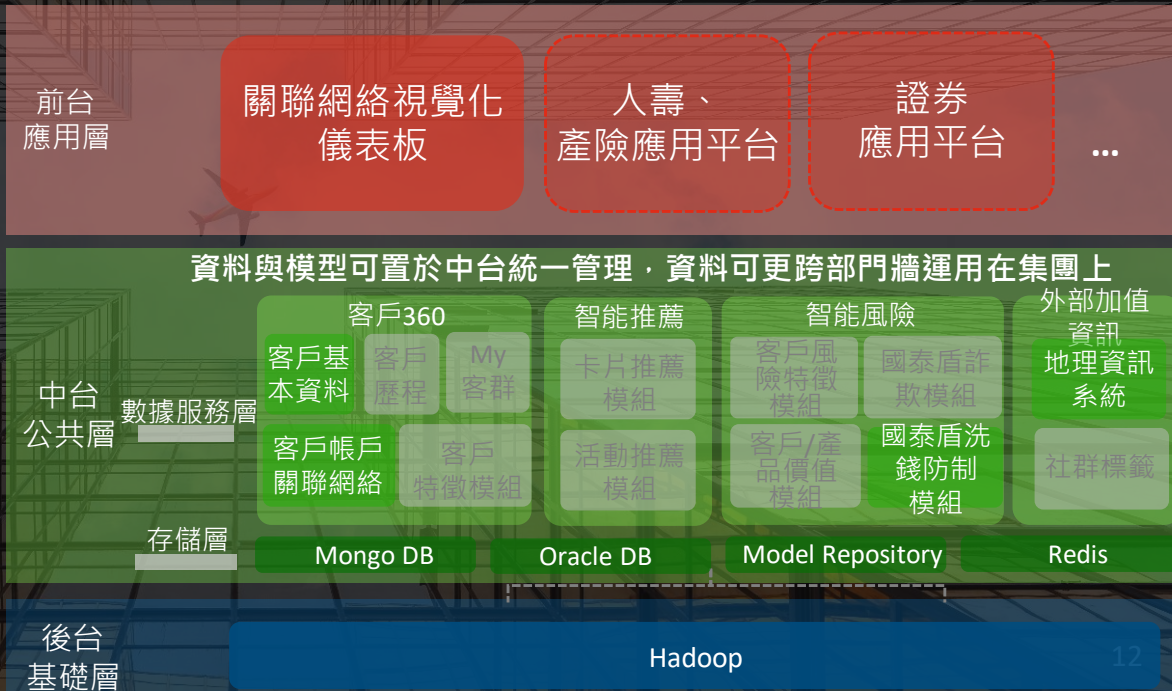 前台
應用層
關聯網絡視覺化
儀表板
人壽、
產險應用平台
證券
應用平台
...
資料與模型可置於中台統一管理，資料可更跨部門牆運用在集團上
中台
公共層
數據服務層
客戶360
客戶基
本資料
客戶
歷程
My
客群
客戶帳戶
關聯網絡
客戶
特徵模組
智能推薦
卡片推薦
模組
活動推薦
模組
智能風險
客戶風
險特徵
模組
國泰盾詐
欺模組
客戶/產
品價值
模組
國泰盾洗
錢防制
模組
外部加值
資訊
地理資訊
系統
社群標籤
存儲層
Mongo DB
Oracle DB
Model Repository
Redis
後台
基礎層
Hadoop
12